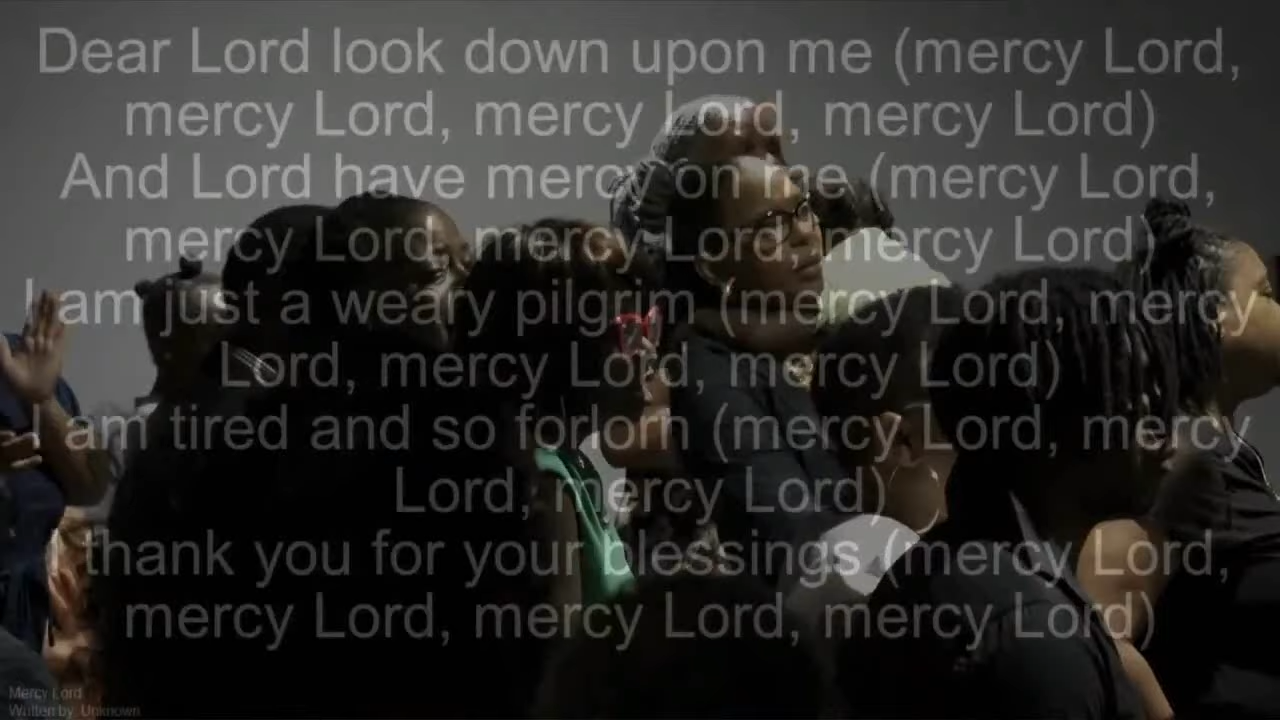 Dear Lord look down upon me (mercy Lord,
mercy Lord, mercy Lord, mercy Lord)
And Lord have mercy on me (mercy Lord,
mercy Lord, mercy Lord, mercy Lord)
I am just a weary pilgrim (mercy Lord, mercy
Lord, mercy Lord, mercy Lord)
I am tired and so forlorn (mercy Lord, mercy
Lord, mercy Lord)
thank you for your blessings (mercy Lord,
mercy Lord, mercy Lord, mercy Lord)
Mercy Lord
Written by: Unknown